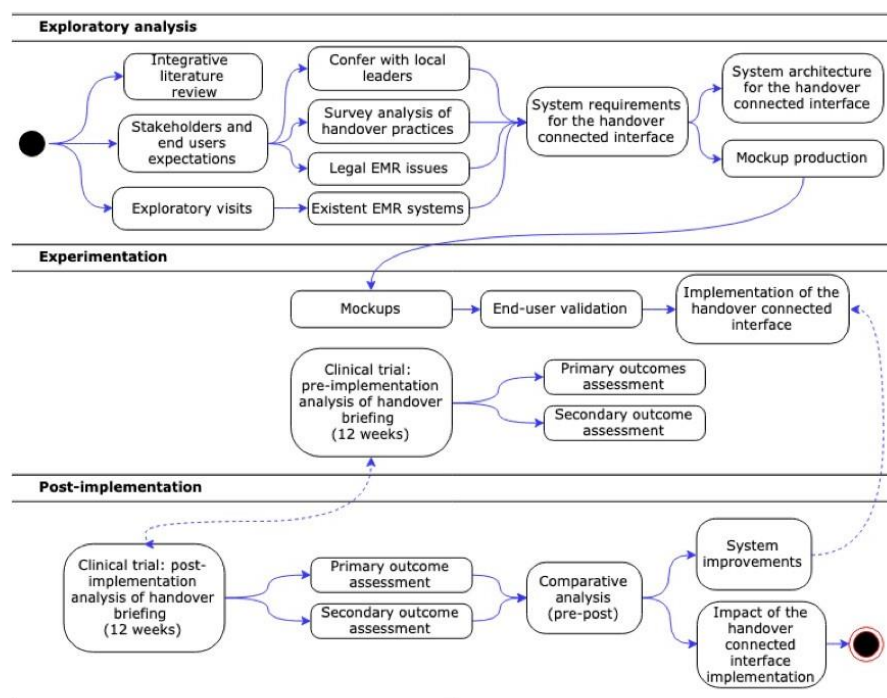 Exploratory analysis
Integrative
literature
review
Stakeholders and
end users
expectations
Exploratory visits
Confer with local
leaders
Survey analysis of
handover practices
Legal EMR issues
Existent EMR systems
System requirements
for the handover
connected interface
System architecture
for the handover
connected interface
Mockup production
Experimentation
Mockups
End-user validation
Implementation of the
handover connected
interface
Clinical trial:
pre-implementation
analysis of handover
briefing
(12 weeks)
Primary outcomes
assessment
Secondary outcome
assessment
Post-implementation
Clinical trial: post-
implementation
analysis of handover
briefing
(12 weeks)
Primary outcome
assessment
Secondary outcome
assessment
Comparative
analysis
(pre-post)
System
improvements
Impact of the
handover
connected
interface
implementation